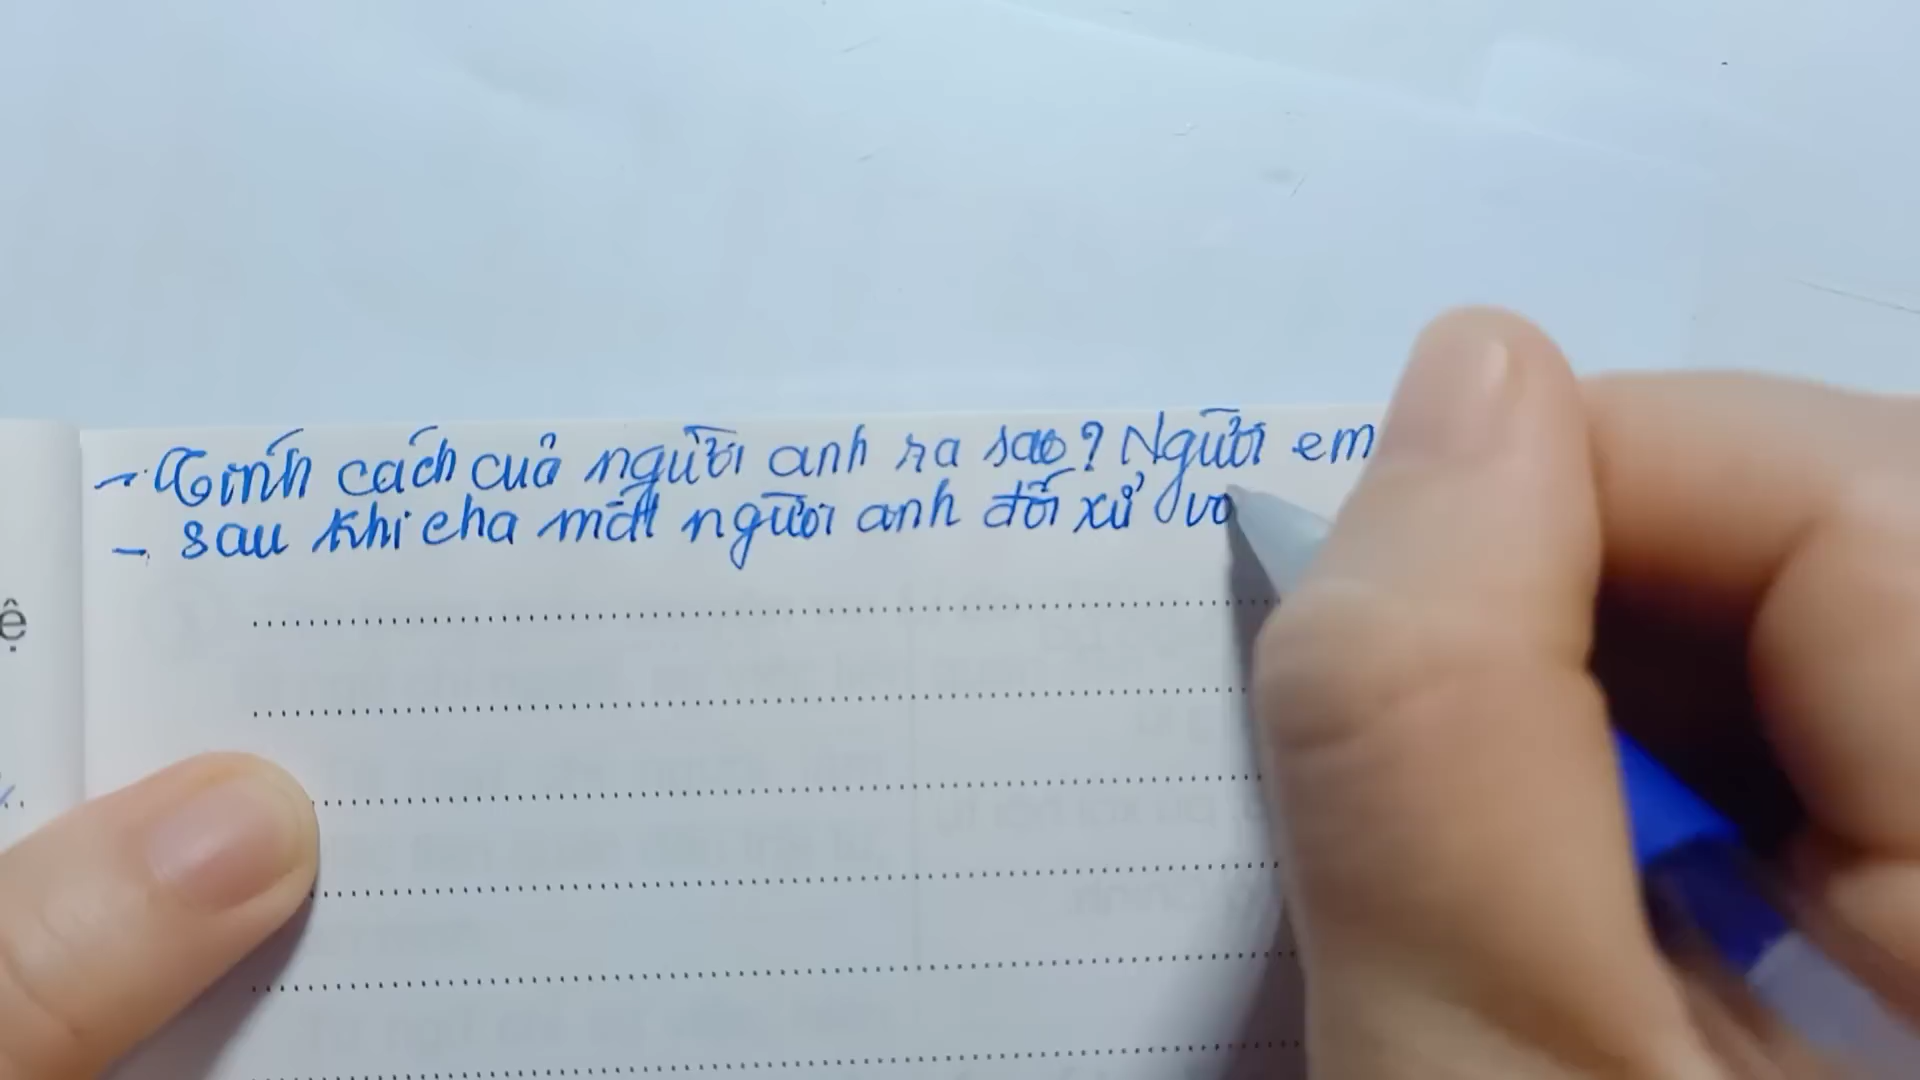 - Tính cách của người anh ra sao? Người em
- sau khi cha mất người anh đối xử vo
ệ